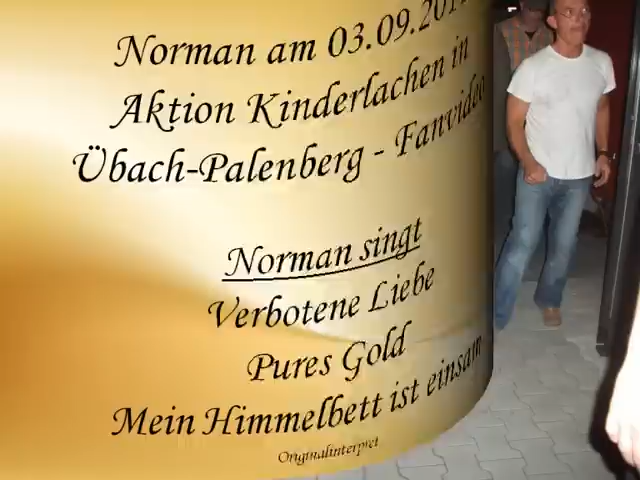 Norman am 03.09.201
Aktion Kinderlachen in
Übach-Palenberg - Fanvideo
Norman singt
Verbotene Liebe
Pures Gold
Mein Himmelbett ist einsam
Originalinterpret